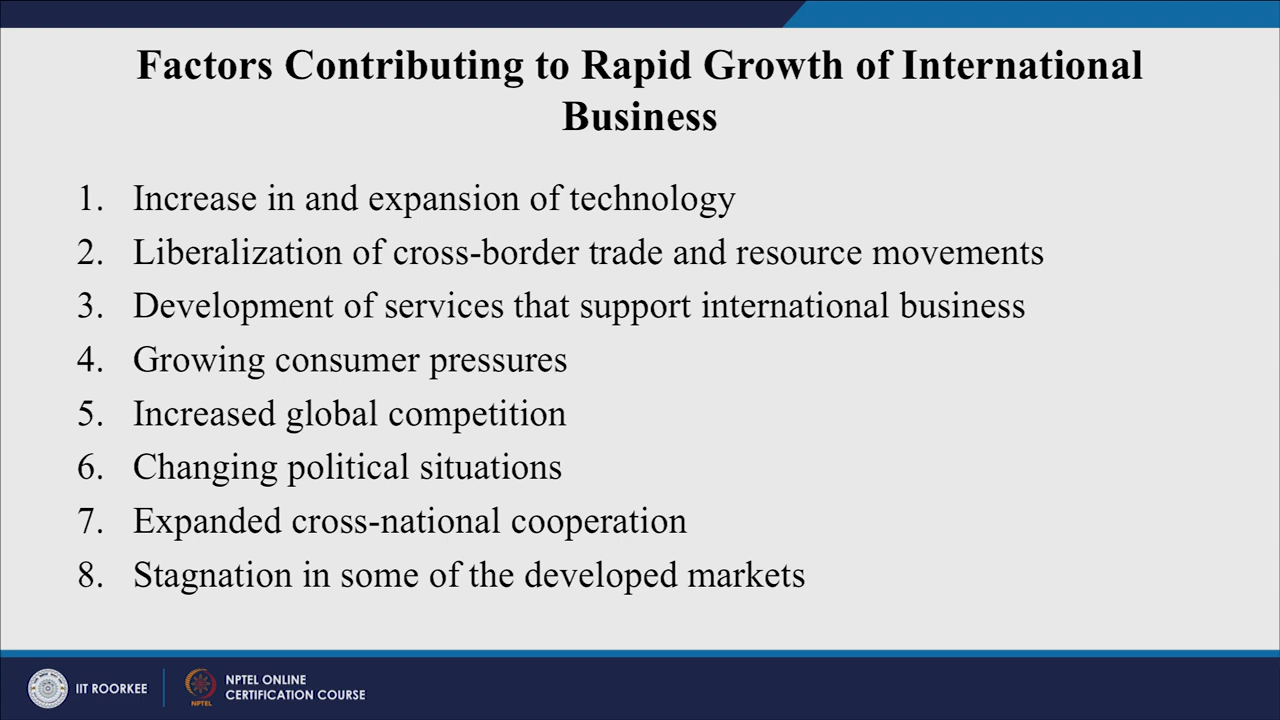 Factors Contributing to Rapid Growth of International
Business
1. Increase in and expansion of technology
2. Liberalization of cross-border trade and resource movements
3. Development of services that support international business
4. Growing consumer pressures
5. Increased global competition
6. Changing political situations
7. Expanded cross-national cooperation
8. Stagnation in some of the developed markets
IIT ROORKEE
NPTEL
NPTEL ONLINE
CERTIFICATION COURSE